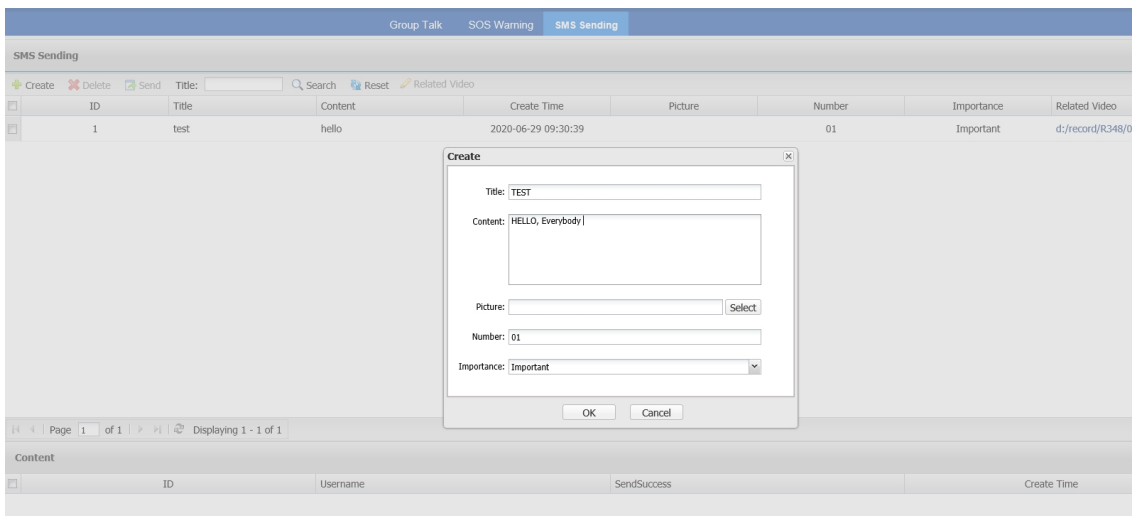 Group Talk SOS Warning SMS Sending
SMS Sending
Create Delete Send Title: Search Reset Related Video
ID Title Content Create Time Picture Number Importance Related Video
1 test hello 2020-06-29 09:30:39 01 Important d:/record/R348/0
Create
Title: TEST
Content: HELLO, Everybody
Picture: Select
Number: 01
Importance: Important
OK Cancel
Page 1 of 1 Displaying 1 - 1 of 1
Content
ID Username SendSuccess Create Time